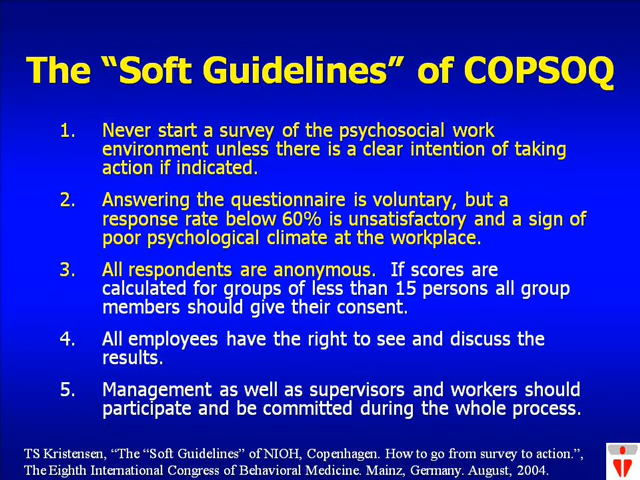 The “Soft Guidelines” of COPSOQ
1. Never start a survey of the psychosocial work
environment unless there is a clear intention of taking
action if indicated.
2. Answering the questionnaire is voluntary, but a
response rate below 60% is unsatisfactory and a sign of
poor psychological climate at the workplace.
3. All respondents are anonymous. If scores are
calculated for groups of less than 15 persons all group
members should give their consent.
4. All employees have the right to see and discuss the
results.
5. Management as well as supervisors and workers should
participate and be committed during the whole process.
TS Kristensen, “The “Soft Guidelines” of NIOH, Copenhagen. How to go from survey to action.”,
The Eighth International Congress of Behavioral Medicine. Mainz, Germany. August, 2004.